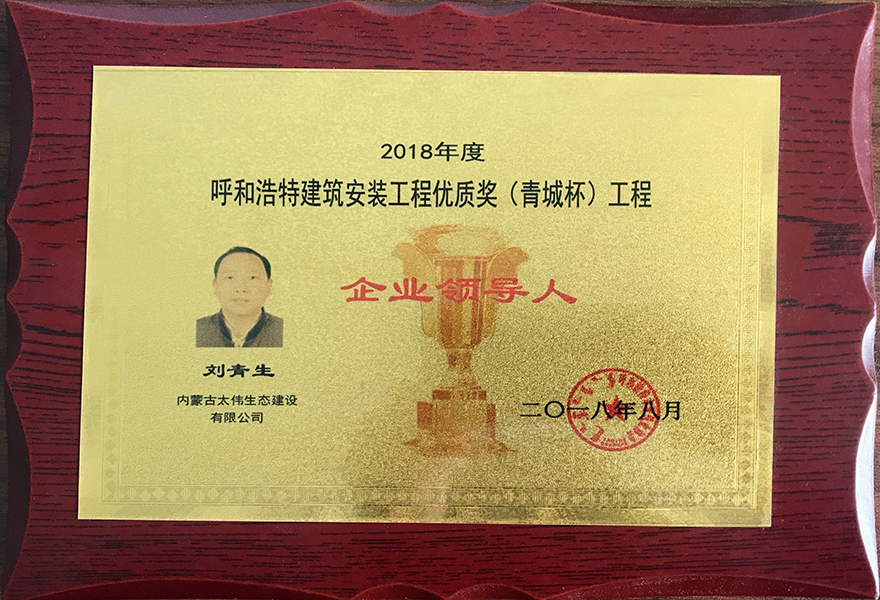 2018年度
呼和浩特建筑安装工程优质奖（青城杯）工程
企业领导人
刘青生
内蒙古太伟生态建设
有限公司
二〇一八年八月